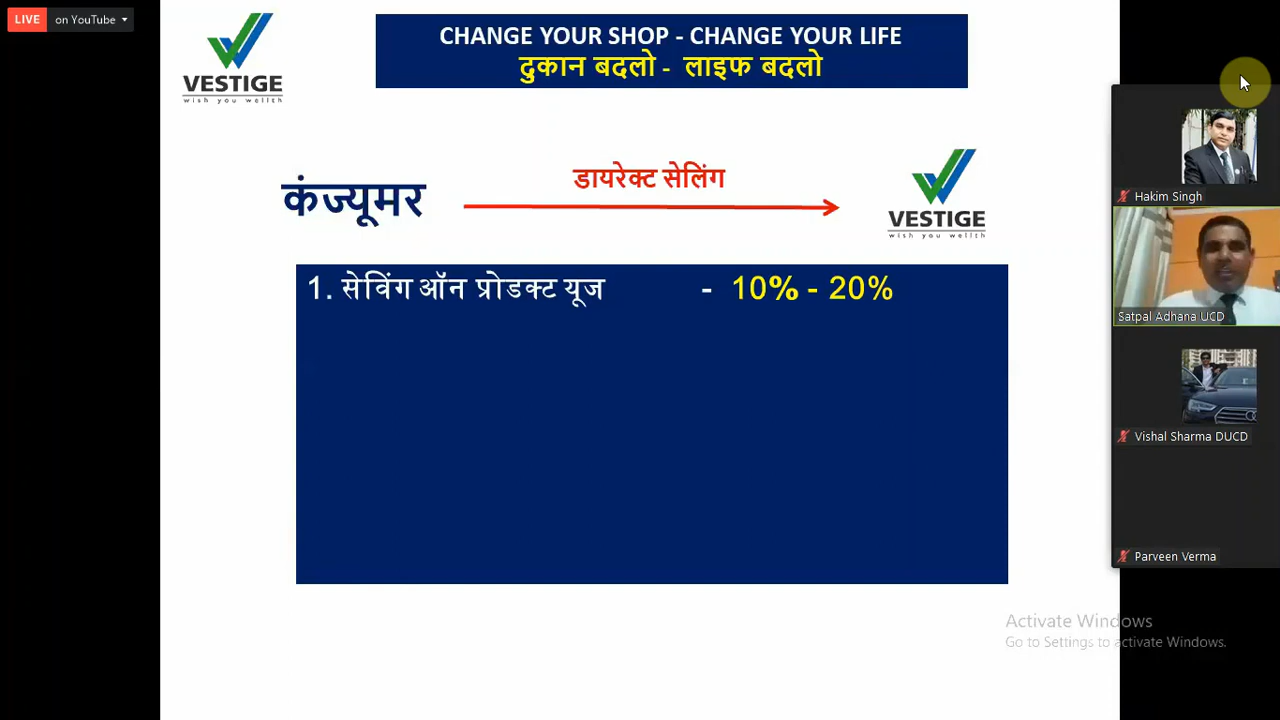 LIVE on YouTube
VESTIGE
wish you wellth
CHANGE YOUR SHOP - CHANGE YOUR LIFE
दुकान बदलो - लाइफ बदलो
कंज्यूमर
डायरेक्ट सेलिंग
VESTIGE
wish you wellth
1. सेविंग ऑन प्रोडक्ट यूज - 10% - 20%
Hakim Singh
Satpal Adhana UCD
Vishal Sharma DUCD
Parveen Verma
Activate Windows
Go to Settings to activate Windows.